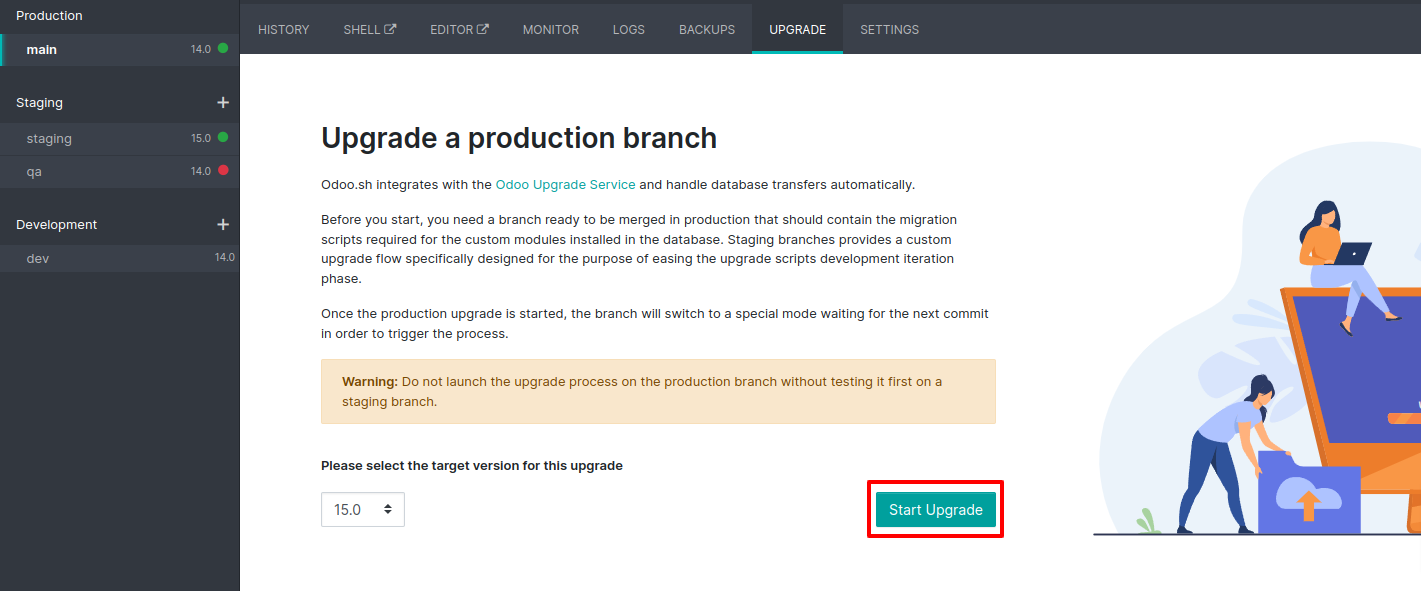 Production
main 14.0
Staging +
staging 15.0
qa 14.0
Development +
dev 14.0
HISTORY SHELL EDITOR MONITOR LOGS BACKUPS UPGRADE SETTINGS
Upgrade a production branch
Odoo.sh integrates with the Odoo Upgrade Service and handle database transfers automatically.
Before you start, you need a branch ready to be merged in production that should contain the migration
scripts required for the custom modules installed in the database. Staging branches provides a custom
upgrade flow specifically designed for the purpose of easing the upgrade scripts development iteration
phase.
Once the production upgrade is started, the branch will switch to a special mode waiting for the next commit
in order to trigger the process.
Warning: Do not launch the upgrade process on the production branch without testing it first on a
staging branch.
Please select the target version for this upgrade
15.0 Start Upgrade